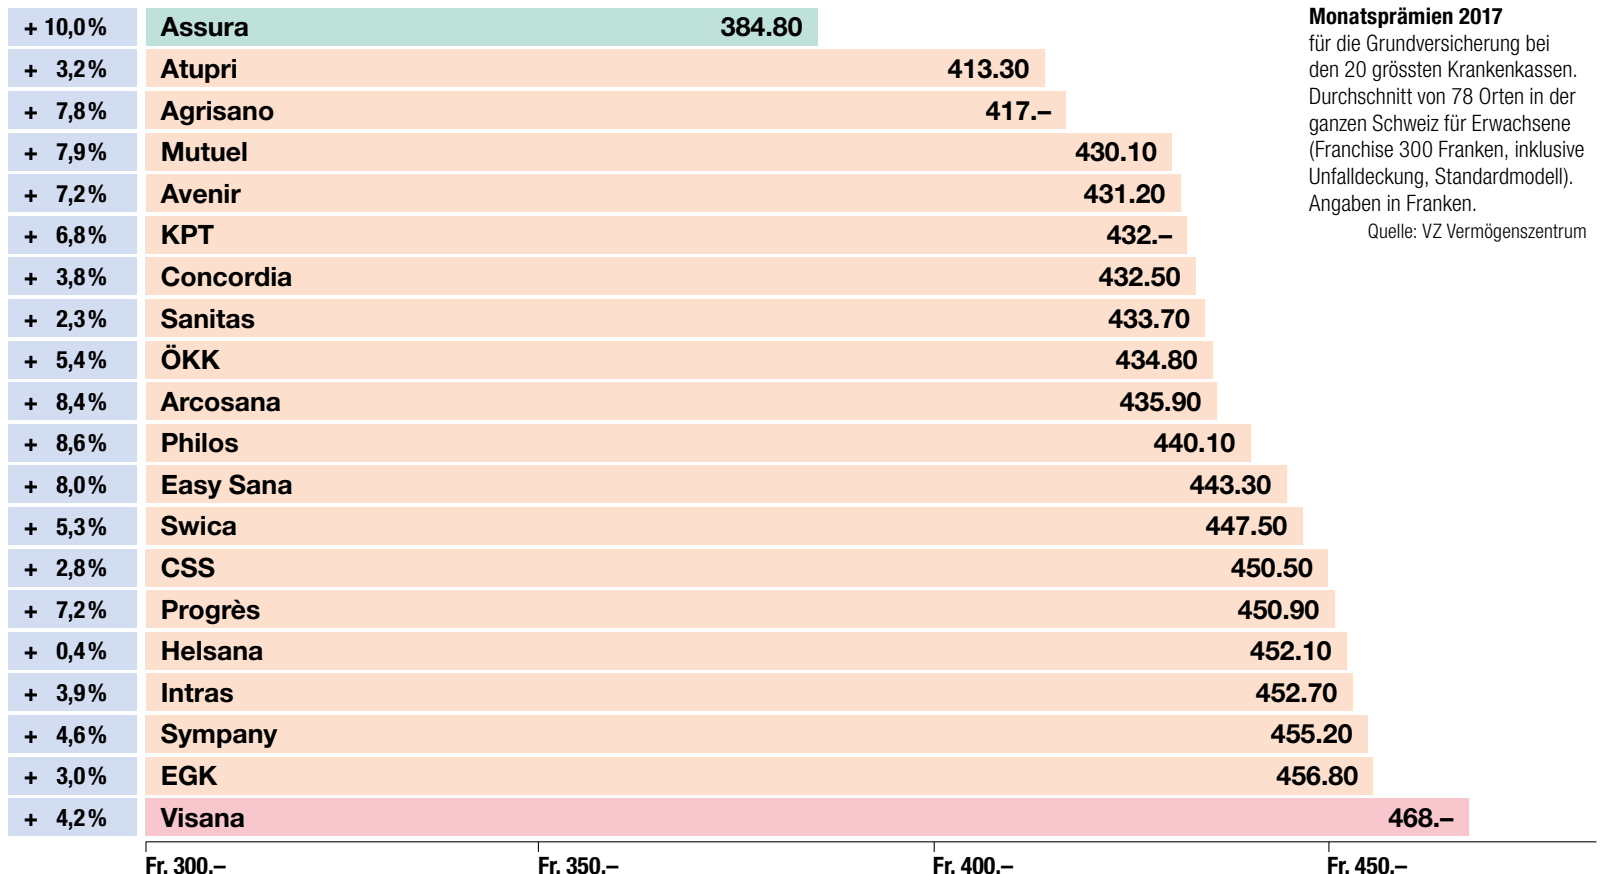 + 10,0% Assura 384.80
+ 3,2% Atupri 413.30
+ 7,8% Agrisano 417.–
+ 7,9% Mutuel 430.10
+ 7,2% Avenir 431.20
+ 6,8% KPT 432.–
+ 3,8% Concordia 432.50
+ 2,3% Sanitas 433.70
+ 5,4% ÖKK 434.80
+ 8,4% Arcosana 435.90
+ 8,6% Philos 440.10
+ 8,0% Easy Sana 443.30
+ 5,3% Swica 447.50
+ 2,8% CSS 450.50
+ 7,2% Progrès 450.90
+ 0,4% Helsana 452.10
+ 3,9% Intras 452.70
+ 4,6% Sympany 455.20
+ 3,0% EGK 456.80
+ 4,2% Visana 468.–
Fr. 300.– Fr. 350.– Fr. 400.– Fr. 450.–
Monatsprämien 2017
für die Grundversicherung bei
den 20 grössten Krankenkassen.
Durchschnitt von 78 Orten in der
ganzen Schweiz für Erwachsene
(Franchise 300 Franken, inklusive
Unfalldeckung, Standardmodell).
Angaben in Franken.
Quelle: VZ Vermögenszentrum